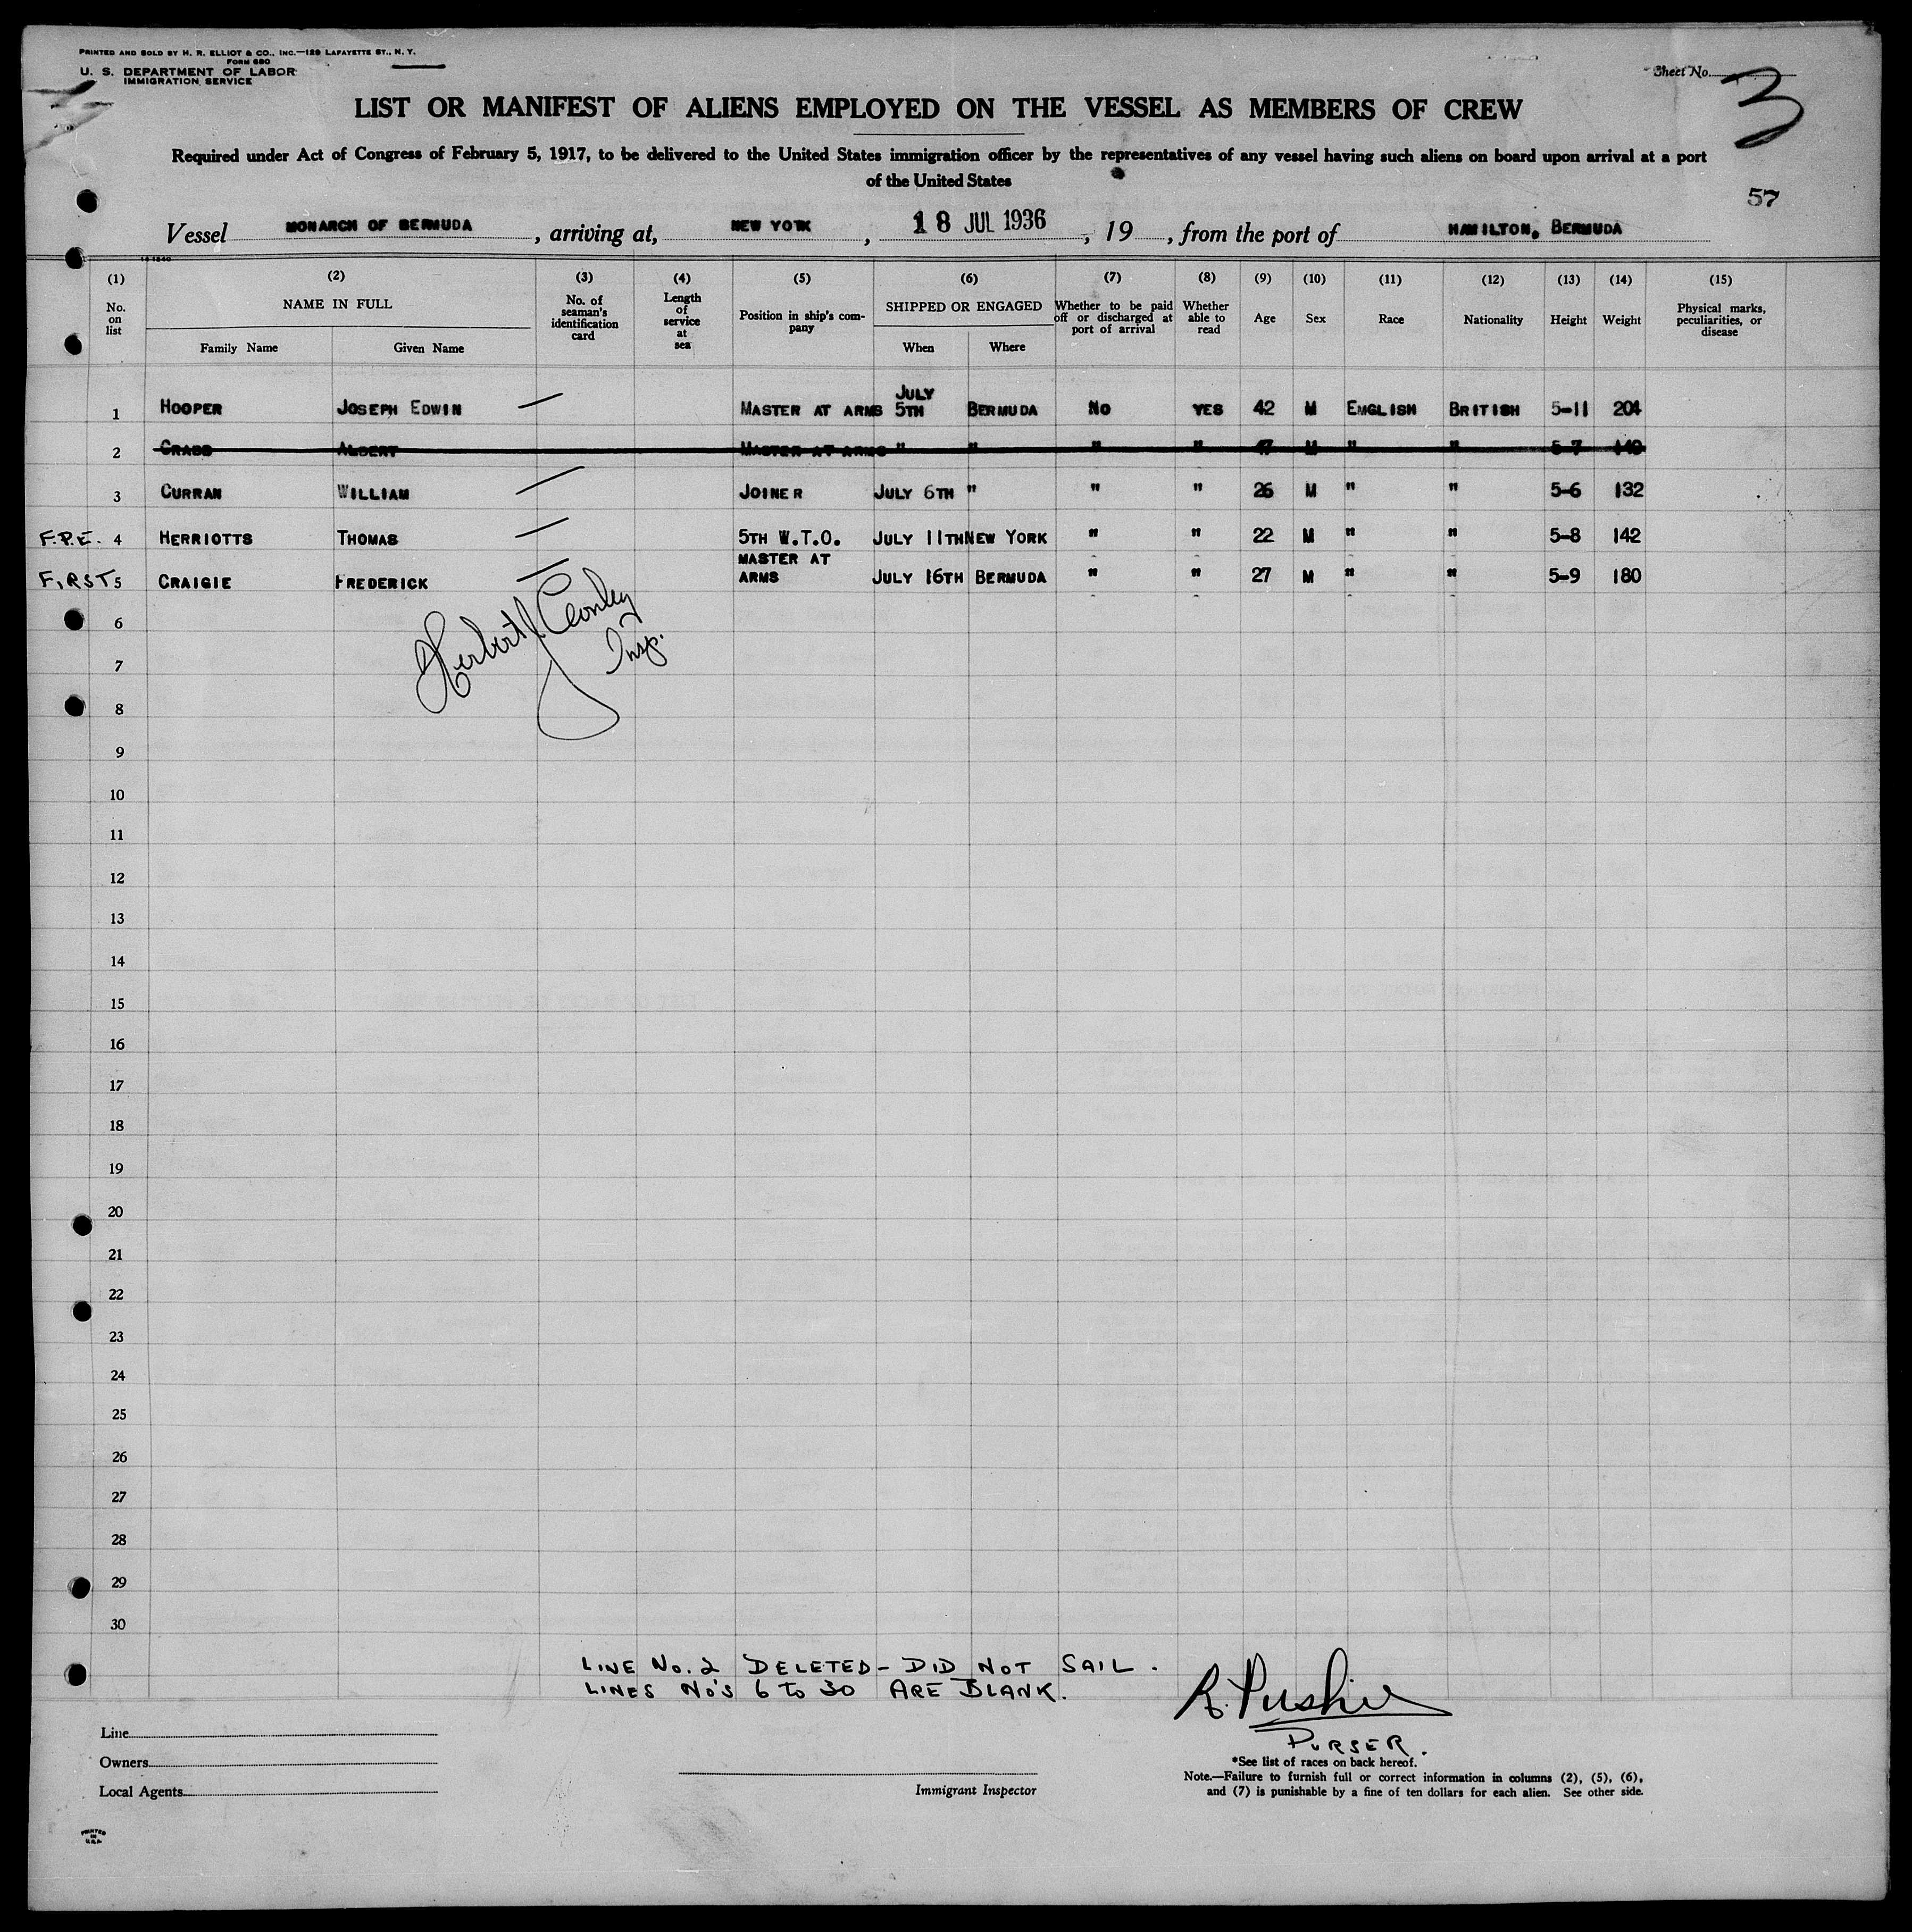 PRINTED AND SOLD BY H. R. ELLIOT & CO., INC.—129 LAFAYETTE ST., N. Y.
FORM 680
U. S. DEPARTMENT OF LABOR
IMMIGRATION SERVICE
Sheet No. 3
LIST OR MANIFEST OF ALIENS EMPLOYED ON THE VESSEL AS MEMBERS OF CREW
Required under Act of Congress of February 5, 1917, to be delivered to the United States immigration officer by the representatives of any vessel having such aliens on board upon arrival at a port
of the United States
57
Vessel MONARCH OF BERMUDA, arriving at, NEW YORK, 18 JUL 1936, 19, from the port of HAMILTON, BERMUDA
(1) (2) (3) (4) (5) (6) (7) (8) (9) (10) (11) (12) (13) (14) (15)
No. on list NAME IN FULL No. of seaman's identification card Length of service at sea Position in ship's company SHIPPED OR ENGAGED Whether to be paid off or discharged at port of arrival Whether able to read Age Sex Race Nationality Height Weight Physical marks, peculiarities, or disease
Family Name Given Name When Where
1 HOOPER JOSEPH EDWIN — MASTER AT ARMS JULY 5TH BERMUDA NO YES 42 M ENGLISH BRITISH 5-11 204
2 CRABB ALBERT MASTER AT ARMS " " " " 47 M " " 5-7 140
3 CURRAN WILLIAM — JOINER JULY 6TH " " " 26 M " " 5-6 132
F.P.E. 4 HERRIOTTS THOMAS — 5TH W.T.O. JULY 11TH NEW YORK " " 22 M " " 5-8 142
FIRST 5 CRAIGIE FREDERICK — MASTER AT ARMS JULY 16TH BERMUDA " " 27 M " " 5-9 180
6
Herbert J Conley
Insp.
7
8
9
10
11
12
13
14
15
16
17
18
19
20
21
22
23
24
25
26
27
28
29
30
LINE No. 2 DELETED - DID NOT SAIL.
LINES No's 6 to 30 ARE BLANK.
PURSER.
Line
Owners
Local Agents
Immigrant Inspector
*See list of races on back hereof.
Note.—Failure to furnish full or correct information in columns (2), (5), (6),
and (7) is punishable by a fine of ten dollars for each alien. See other side.
PRINTED
IN
U.S.A.